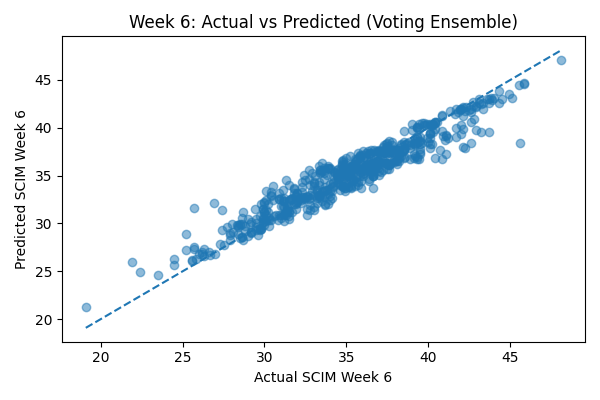 Week 6: Actual vs Predicted (Voting Ensemble)
Predicted SCIM Week 6
45
40
35
30
25
20
20 25 30 35 40 45
Actual SCIM Week 6